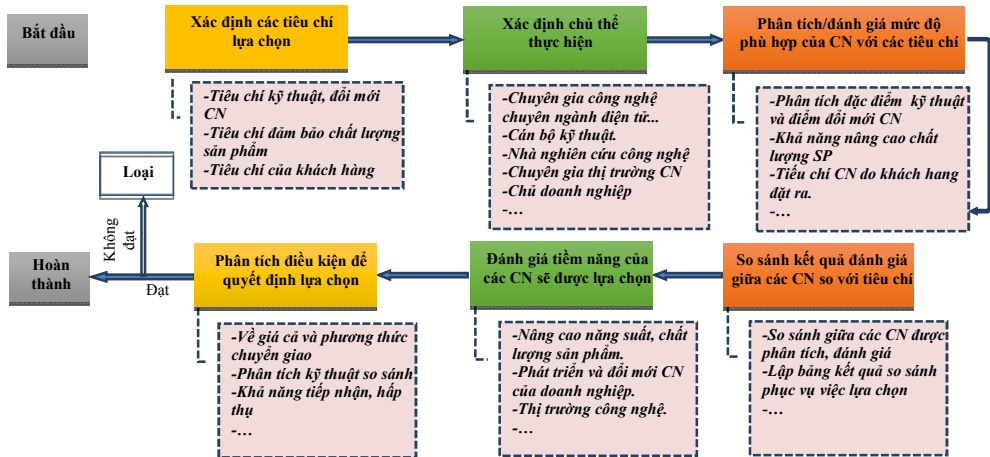 Bắt đầu
Xác định các tiêu chí
lựa chọn
-Tiêu chí kỹ thuật, đổi mới
CN
-Tiêu chí đảm bảo chất lượng
sản phẩm
-Tiêu chí của khách hàng
Xác định chủ thể
thực hiện
-Chuyên gia công nghệ
chuyên ngành điện tử...
-Cán bộ kỹ thuật.
-Nhà nghiên cứu công nghệ
-Chuyên gia thị trường CN
-Chủ doanh nghiệp
-…
Phân tích/đánh giá mức độ
phù hợp của CN với các tiêu chí
-Phân tích đặc điểm kỹ thuật
và điểm đổi mới CN
-Khả năng nâng cao chất
lượng SP
-Tiếu chí CN do khách hang
đặt ra.
-…
So sánh kết quả đánh giá
giữa các CN so với tiêu chí
-So sánh giữa các CN được
phân tích, đánh giá
-Lập bảng kết quả so sánh
phục vụ việc lựa chọn
-…
Đánh giá tiềm năng của
các CN sẽ được lựa chọn
-Nâng cao năng suất, chất
lượng sản phẩm.
-Phát triển và đổi mới CN
của doanh nghiệp.
-Thị trường công nghệ.
-…
Phân tích điều kiện để
quyết định lựa chọn
-Về giá cả và phương thức
chuyển giao
-Phân tích kỹ thuật so sánh
-Khả năng tiếp nhận, hấp
thụ
-…
Đạt
Không
đạt
Loại
Hoàn
thành